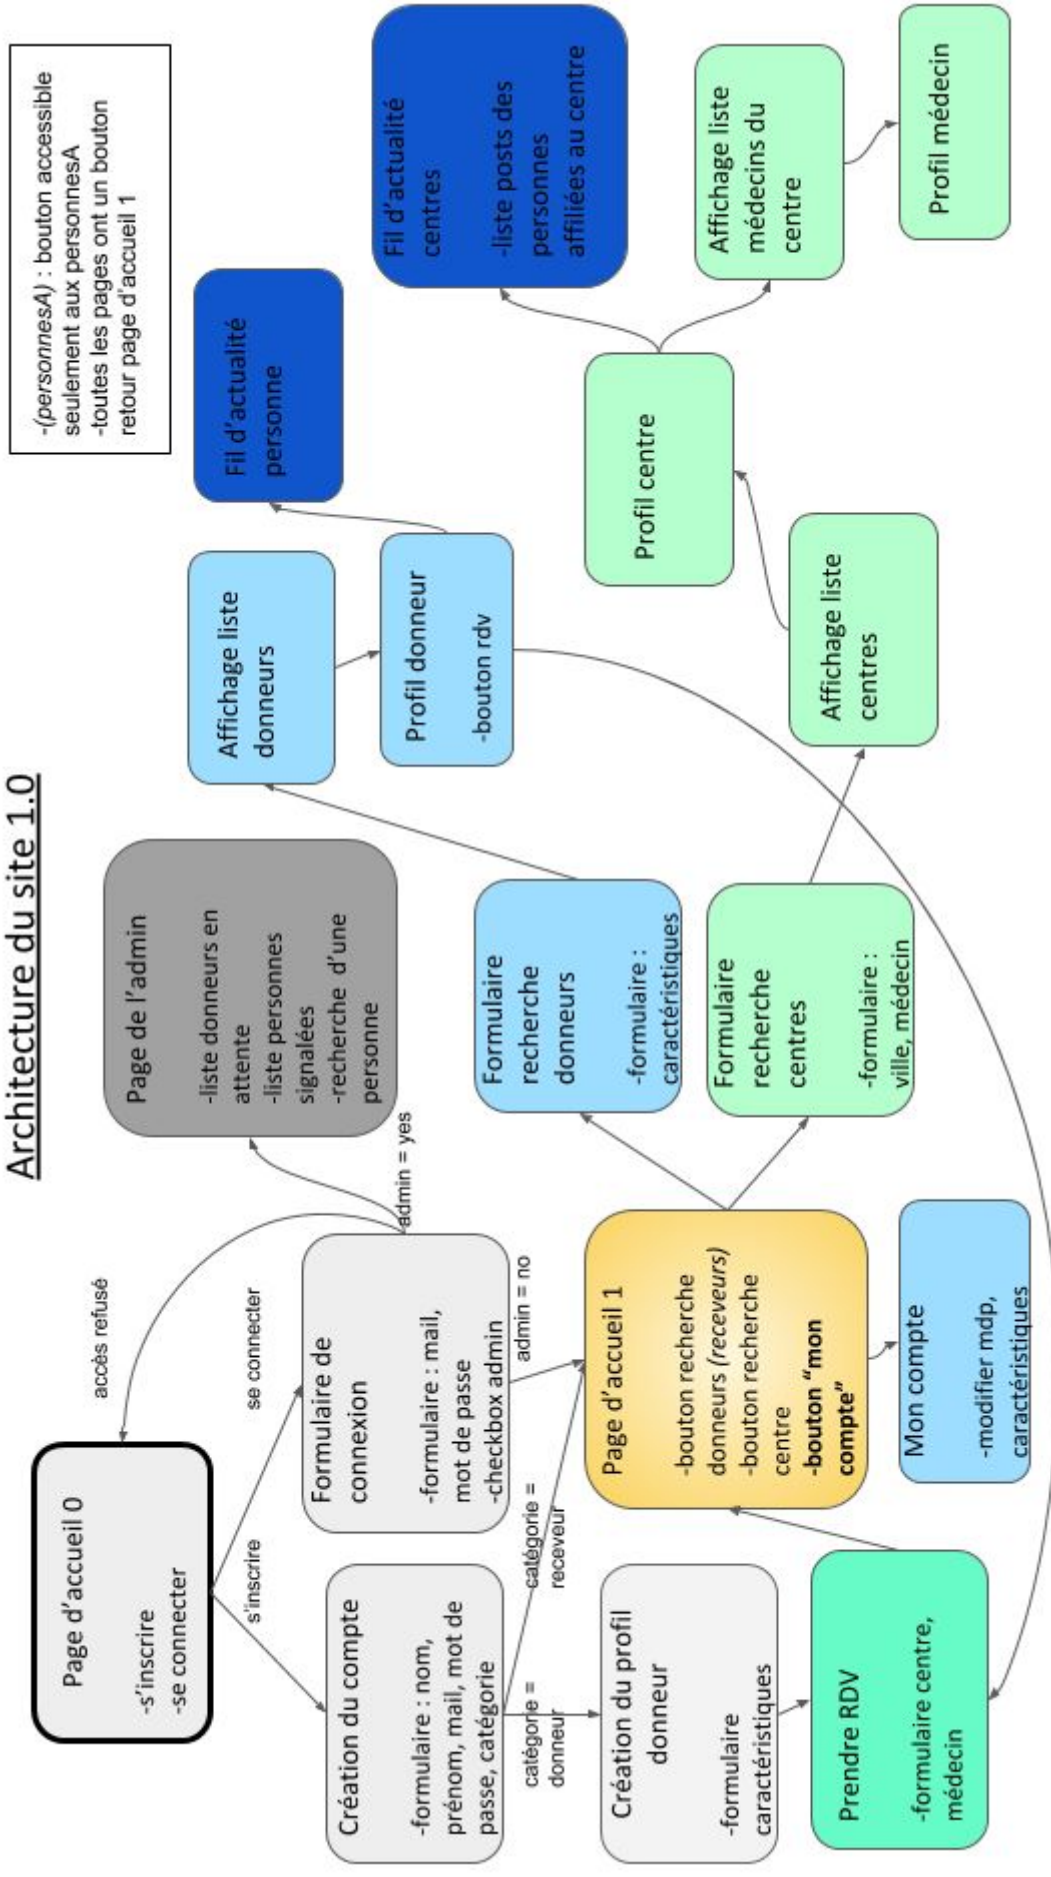 Architecture du site 1.0
-(personnesA) : bouton accessible
seulement aux personnesA
-toutes les pages ont un bouton
retour page d'accueil 1
Page d'accueil 0
-s'inscrire
-se connecter
accès refusé
s'inscrire
se connecter
Création du compte
-formulaire : nom,
prénom, mail, mot de
passe, catégorie
Formulaire de
connexion
-formulaire : mail,
mot de passe
-checkbox admin
admin = yes
admin = no
Page de l'admin
-liste donneurs en
attente
-liste personnes
signalées
-recherche d'une
personne
catégorie =
donneur
catégorie =
receveur
Création du profil
donneur
-formulaire
caractéristiques
Prendre RDV
-formulaire centre,
médecin
Page d'accueil 1
-bouton recherche
donneurs (receveurs)
-bouton recherche
centre
-bouton “mon
compte”
Mon compte
-modifier mdp,
caractéristiques
Formulaire
recherche
donneurs
-formulaire :
caractéristiques
Formulaire
recherche
centres
-formulaire :
ville, médecin
Affichage liste
donneurs
Profil donneur
-bouton rdv
Fil d'actualité
personne
Affichage liste
centres
Profil centre
Fil d'actualité
centres
-liste posts des
personnes
affiliées au centre
Affichage liste
médecins du
centre
Profil médecin